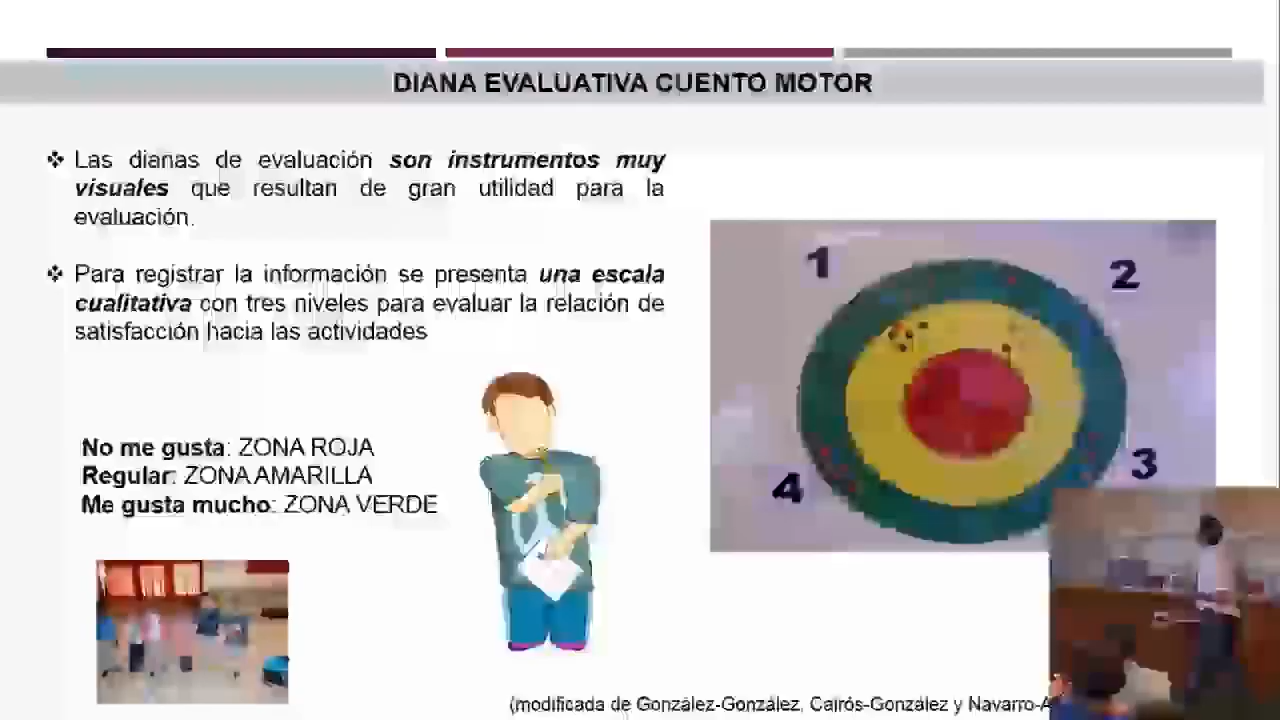 DIANA EVALUATIVA CUENTO MOTOR
❖ Las dianas de evaluación son instrumentos muy
visuales que resultan de gran utilidad para la
evaluación.
❖ Para registrar la información se presenta una escala
cualitativa con tres niveles para evaluar la relación de
satisfacción hacia las actividades
No me gusta: ZONA ROJA
Regular: ZONA AMARILLA
Me gusta mucho: ZONA VERDE
1
2
3
4
(modificada de González-González, Cairós-González y Navarro-A